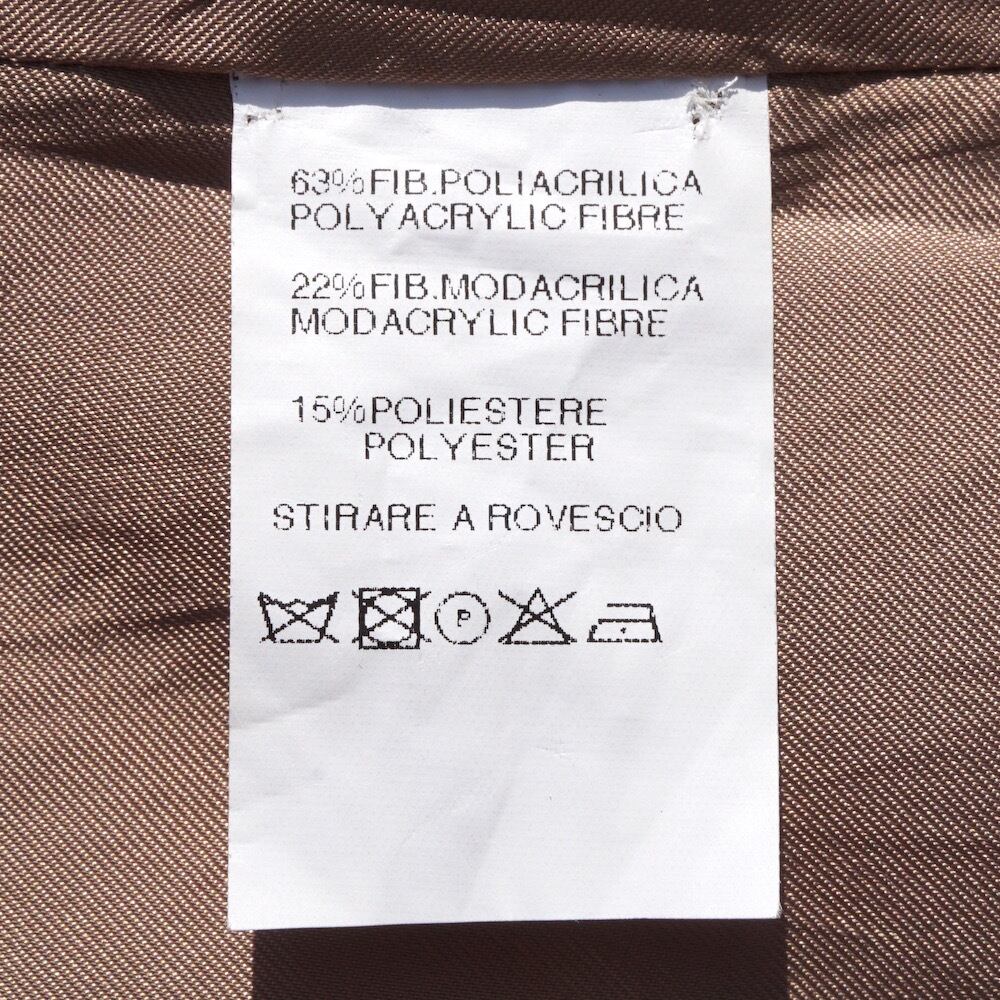 63%FIB.POLIACRILICA
POLYACRYLIC FIBRE
22%FIB.MODACRILICA
MODACRYLIC FIBRE
15%POLIESTERE
POLYESTER
STIRARE A ROVESCIO
P